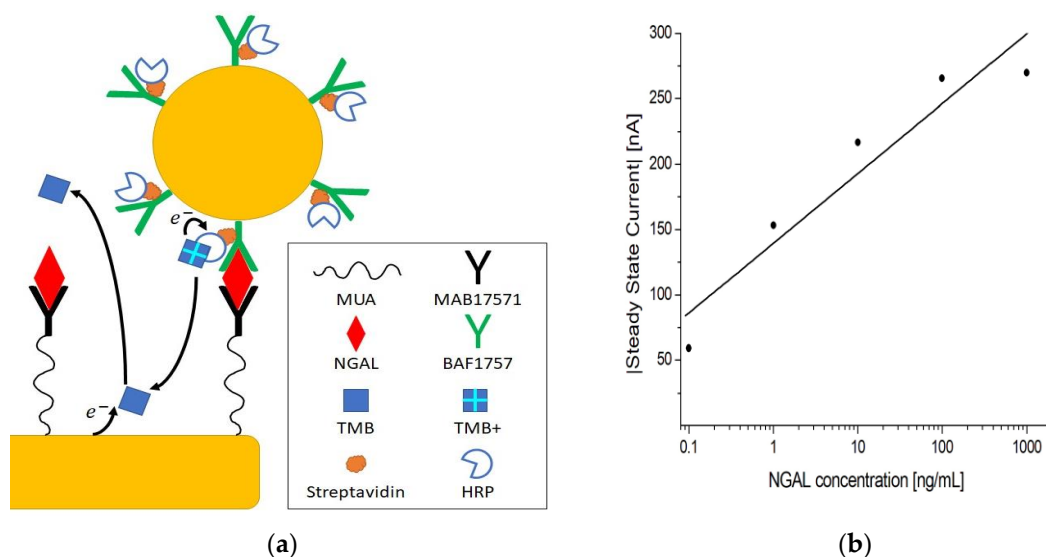 e⁻
e⁻
MUA
MAB17571
NGAL
BAF1757
TMB
TMB+
Streptavidin
HRP
(a)
|Steady State Current| [nA]
300
250
200
150
100
50
0.1 1 10 100 1000
NGAL concentration [ng/mL]
(b)